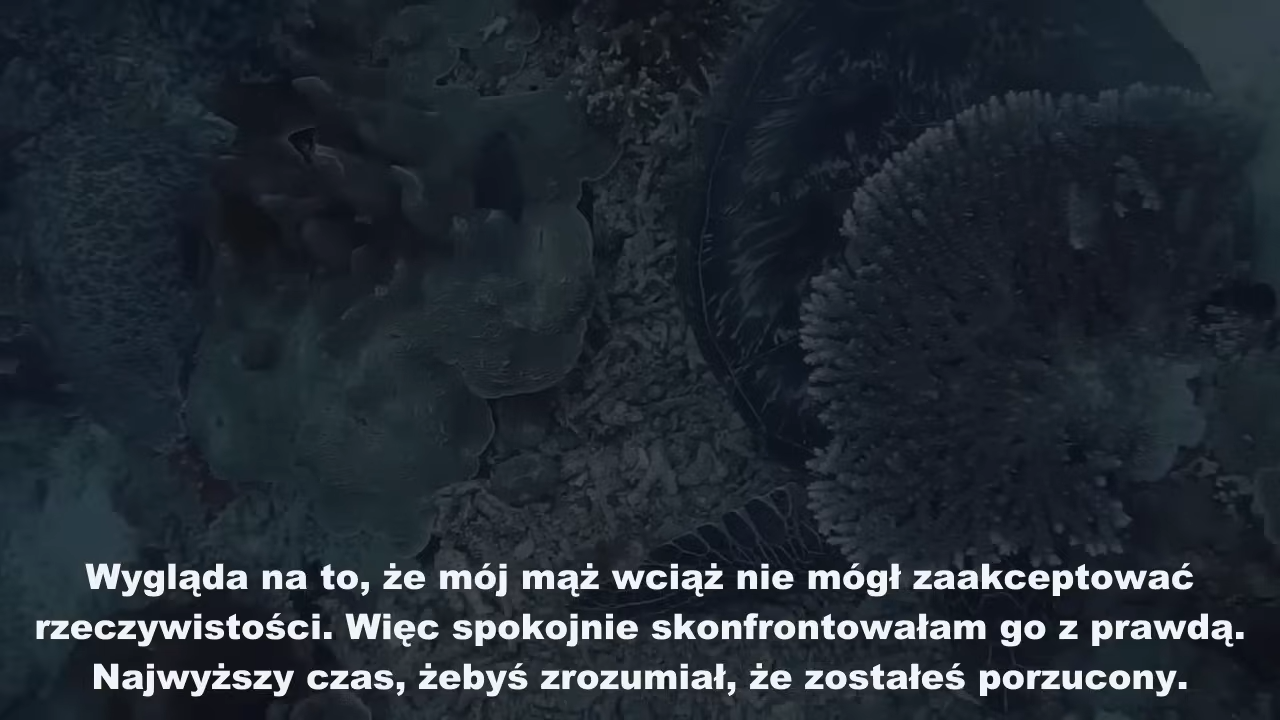 Wygląda na to, że mój mąż wciąż nie mógł zaakceptować
rzeczywistości. Więc spokojnie skonfrontowałam go z prawdą.
Najwyższy czas, żebyś zrozumiał, że zostałeś porzucony.